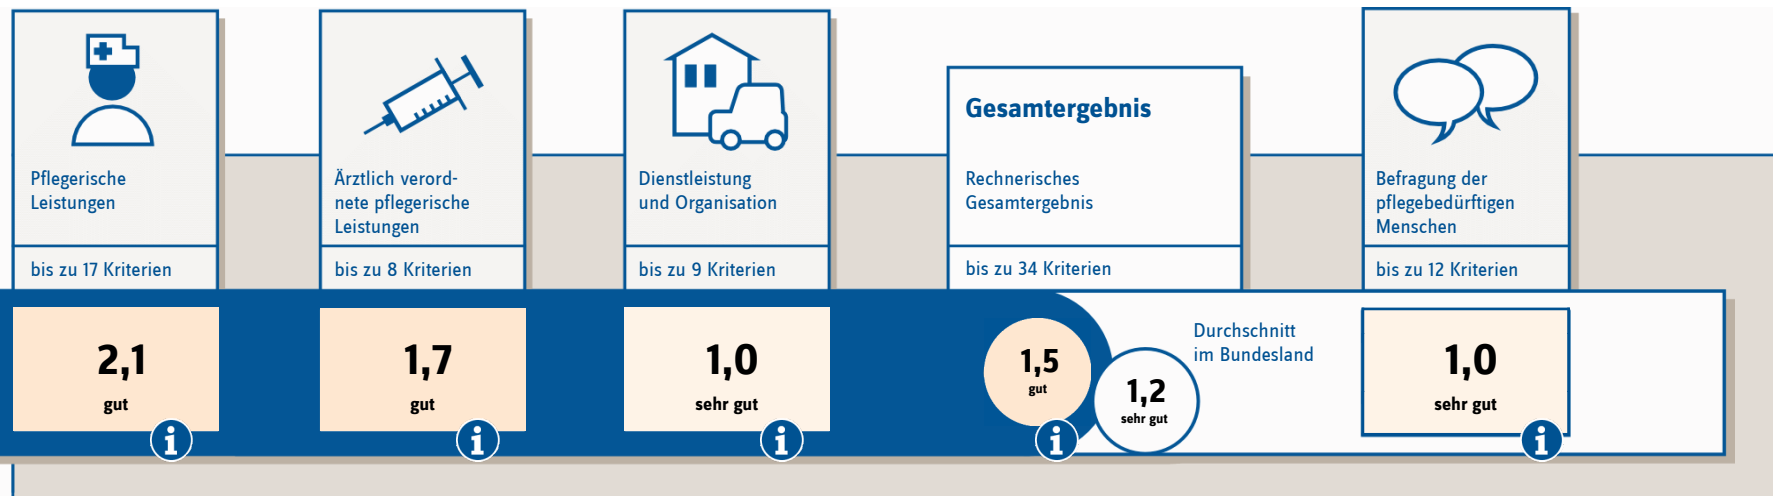 Pflegerische
Leistungen
bis zu 17 Kriterien
2,1
gut
i
Ärztlich verord-
nete pflegerische
Leistungen
bis zu 8 Kriterien
1,7
gut
i
Dienstleistung
und Organisation
bis zu 9 Kriterien
1,0
sehr gut
i
Gesamtergebnis
Rechnerisches
Gesamtergebnis
bis zu 34 Kriterien
1,5
gut
i
1,2
sehr gut
Durchschnitt
im Bundesland
Befragung der
pflegebedürftigen
Menschen
bis zu 12 Kriterien
1,0
sehr gut
i